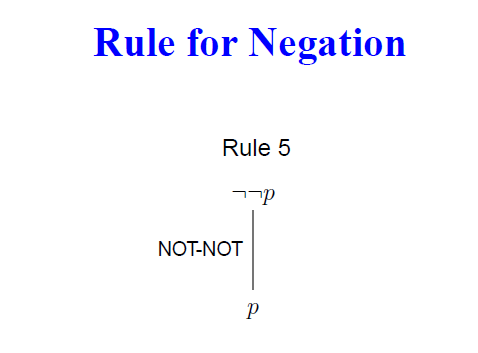 Rule for Negation
Rule 5
¬¬p
NOT-NOT
p